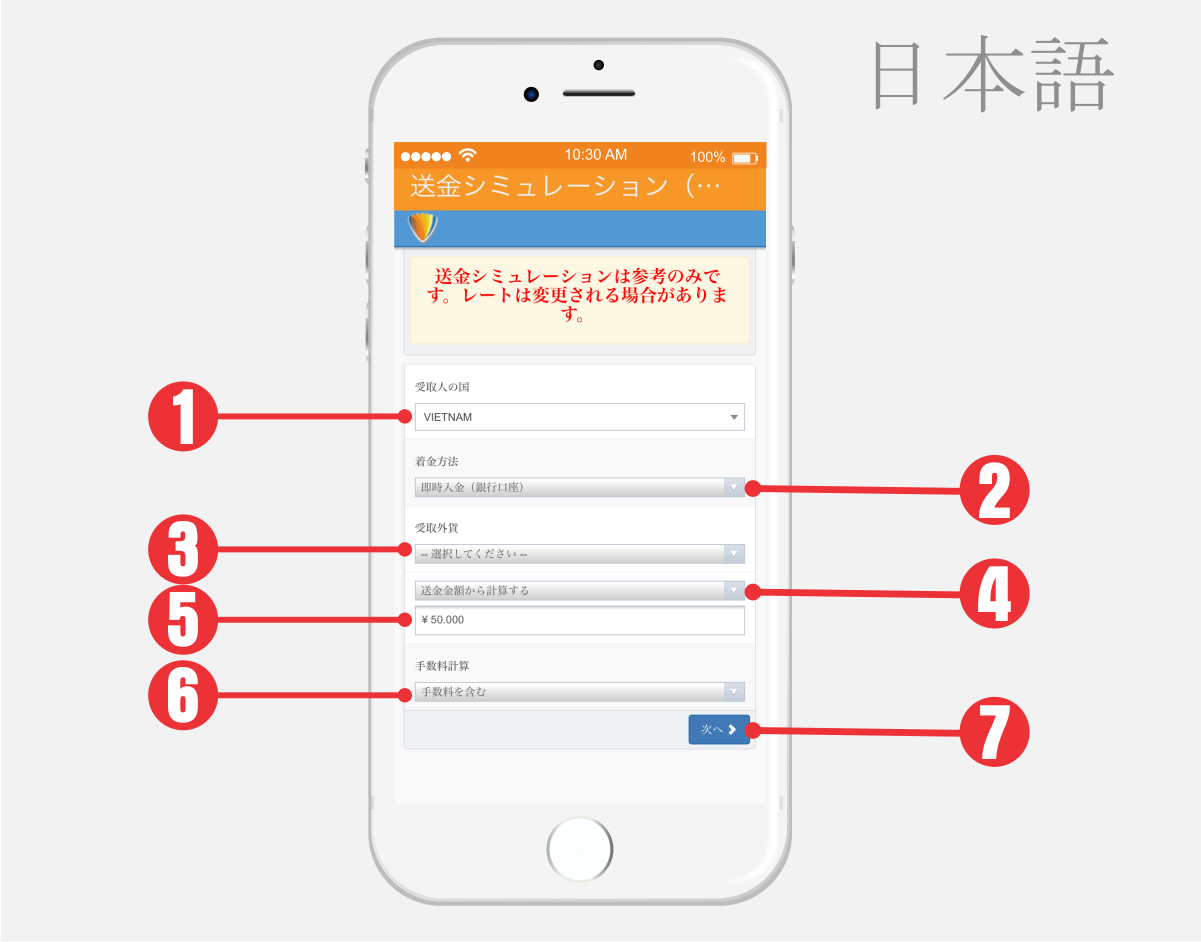 日本語
10:30 AM
100%
送金シミュレーション（…
送金シミュレーションは参考のみで
す。レートは変更される場合がありま
す。
受取人の国
1
VIETNAM
着金方法
即時入金（銀行口座）
2
受取外貨
3
-- 選択してください --
送金金額から計算する
4
5
¥ 50.000
手数料計算
6
手数料を含む
次へ
7